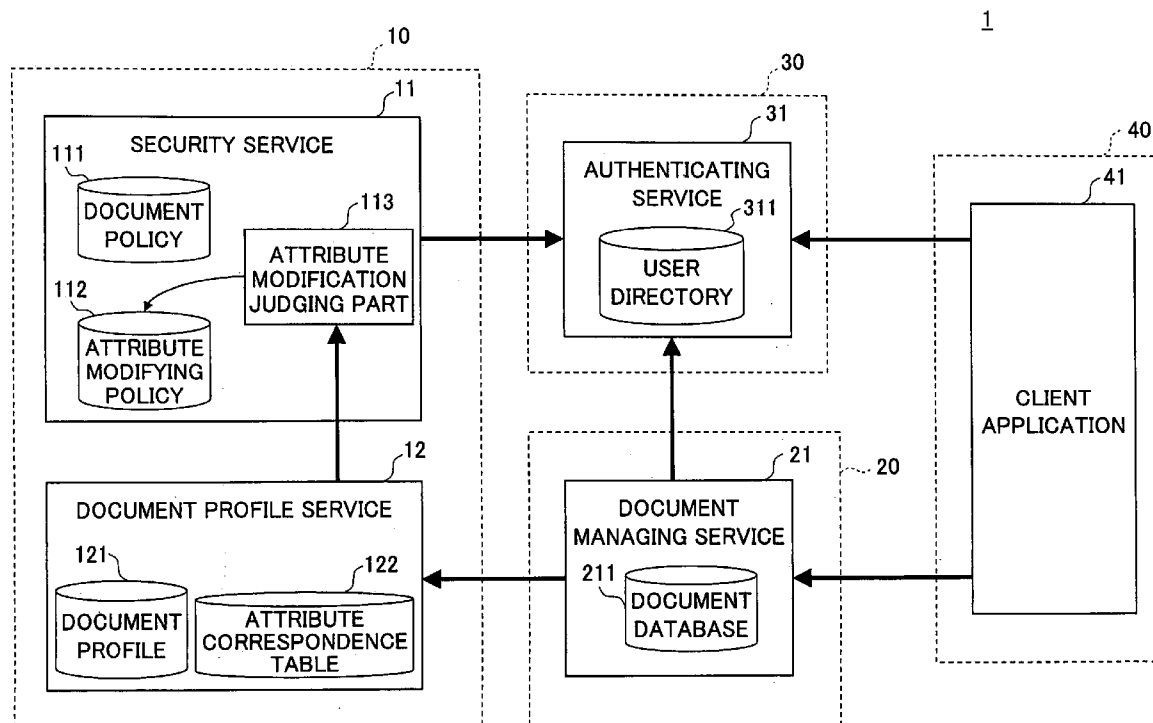 1
10
11
SECURITY SERVICE
111
DOCUMENT
POLICY
113
ATTRIBUTE
MODIFICATION
JUDGING PART
112
ATTRIBUTE
MODIFYING
POLICY
12
DOCUMENT PROFILE SERVICE
121
DOCUMENT
PROFILE
122
ATTRIBUTE
CORRESPONDENCE
TABLE
30
31
AUTHENTICATING
SERVICE
311
USER
DIRECTORY
20
21
DOCUMENT
MANAGING SERVICE
211
DOCUMENT
DATABASE
40
41
CLIENT
APPLICATION